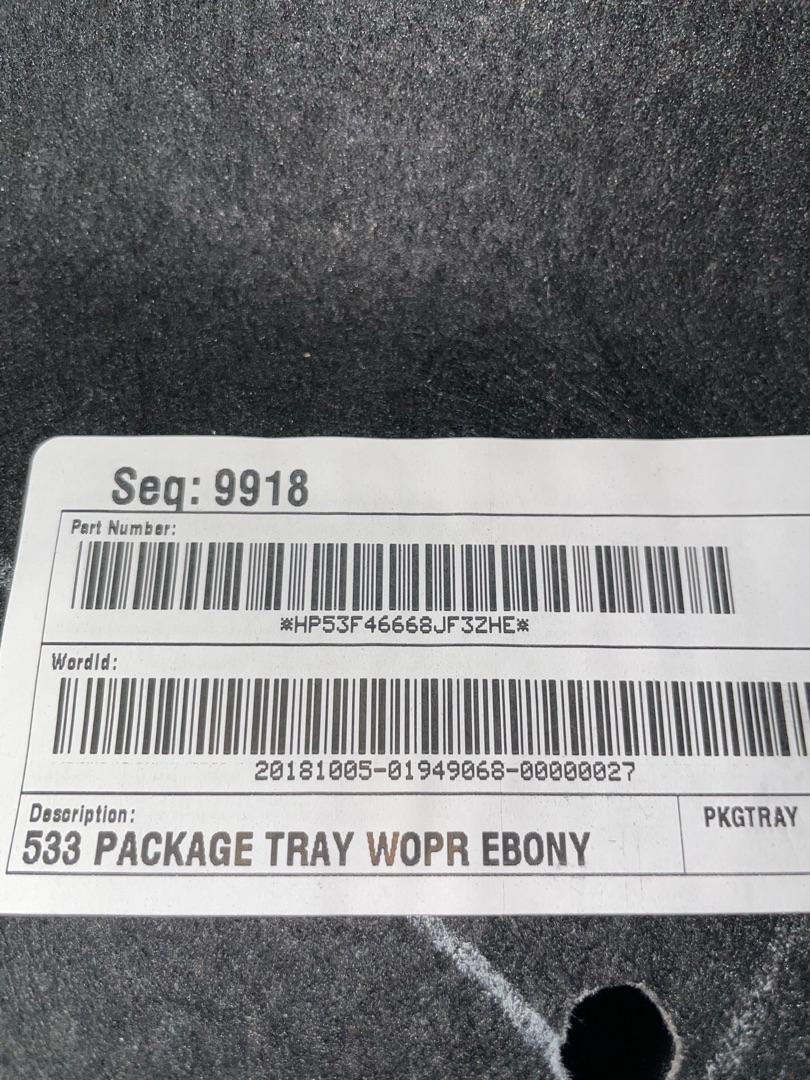 Seq: 9918
Part Number:
*HP53F46668JF3ZHE*
WordId:
20181005-01949068-00000027
Description:
533 PACKAGE TRAY WOPR EBONY
PKGTRAY